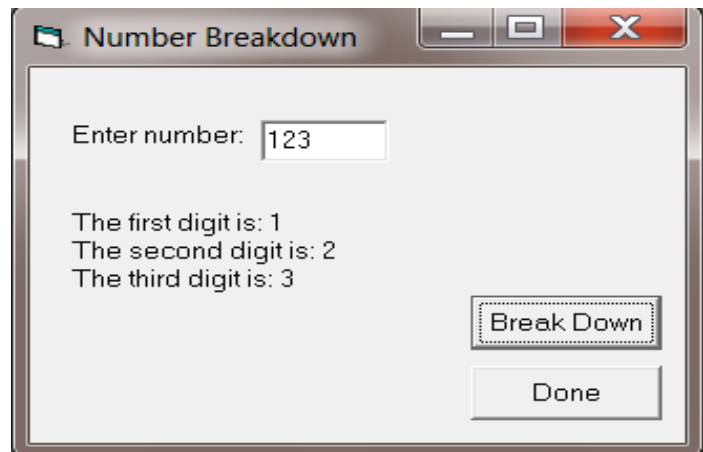 Number Breakdown
Enter number: 123
The first digit is: 1
The second digit is: 2
The third digit is: 3
Break Down
Done